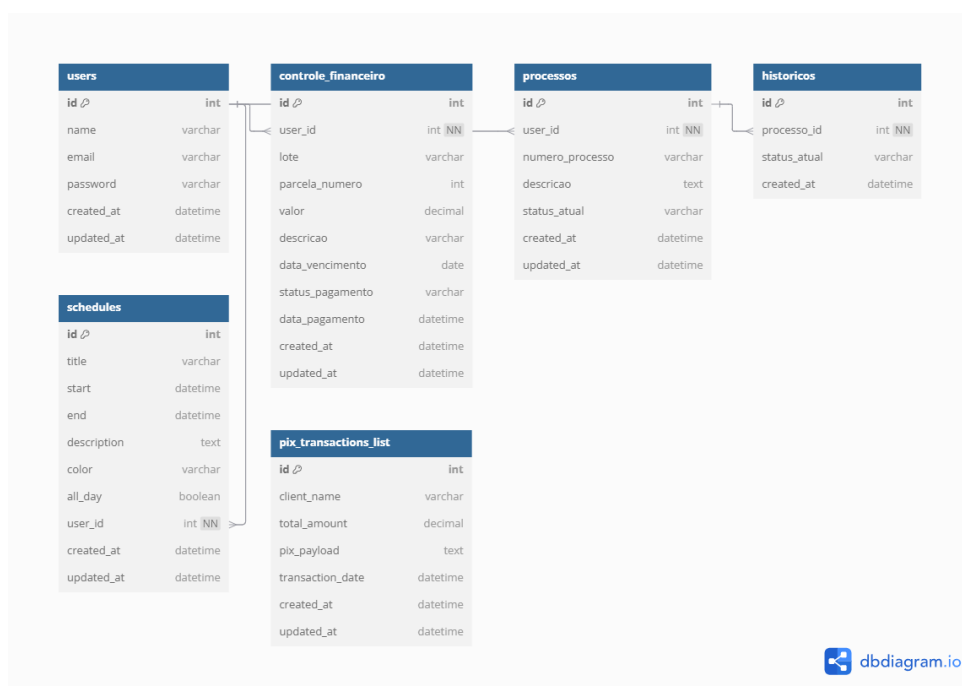 users
id int
name varchar
email varchar
password varchar
created_at datetime
updated_at datetime
controle_financeiro
id int
user_id int NN
lote varchar
parcela_numero int
valor decimal
descricao varchar
data_vencimento date
status_pagamento varchar
data_pagamento datetime
created_at datetime
updated_at datetime
processos
id int
user_id int NN
numero_processo varchar
descricao text
status_atual varchar
created_at datetime
updated_at datetime
historicos
id int
processo_id int NN
status_atual varchar
created_at datetime
schedules
id int
title varchar
start datetime
end datetime
description text
color varchar
all_day boolean
user_id int NN
created_at datetime
updated_at datetime
pix_transactions_list
id int
client_name varchar
total_amount decimal
pix_payload text
transaction_date datetime
created_at datetime
updated_at datetime
dbdiagram.io